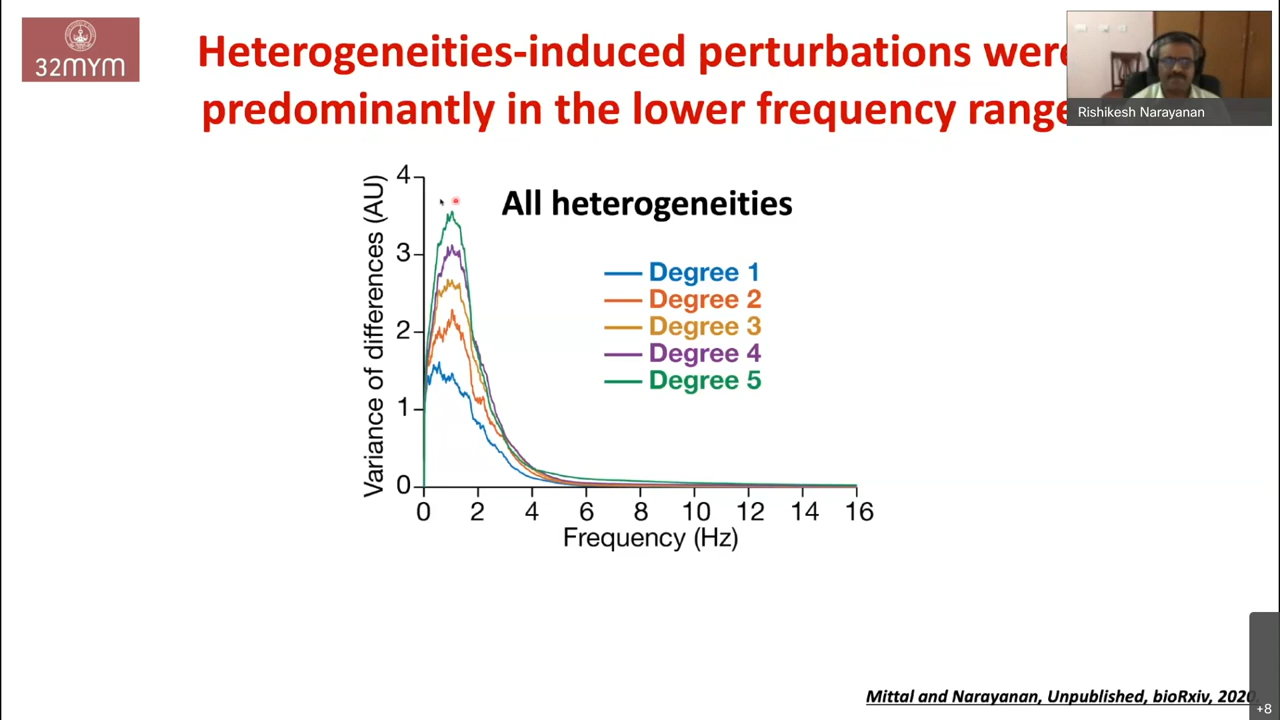 32MYM
Heterogeneities-induced perturbations were
predominantly in the lower frequency range
Rishikesh Narayanan
All heterogeneities
Degree 1
Degree 2
Degree 3
Degree 4
Degree 5
Variance of differences (AU)
4
3
2
1
0
0 2 4 6 8 10 12 14 16
Frequency (Hz)
Mittal and Narayanan, Unpublished, bioRxiv, 2020.
+8